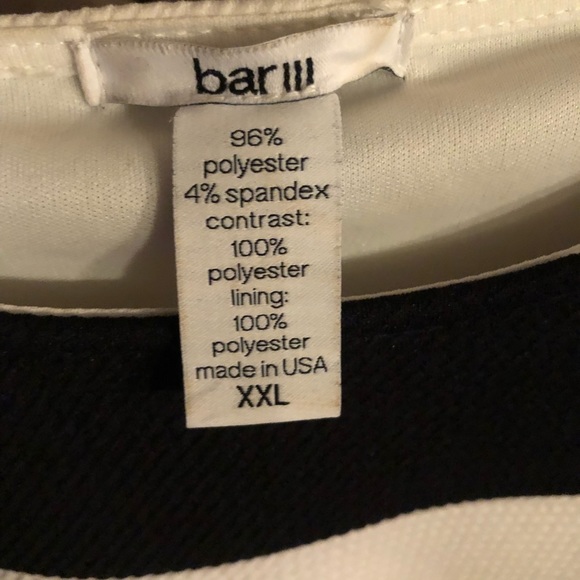 bar III
96%
polyester
4% spandex
contrast:
100%
polyester
lining:
100%
polyester
made in USA
XXL